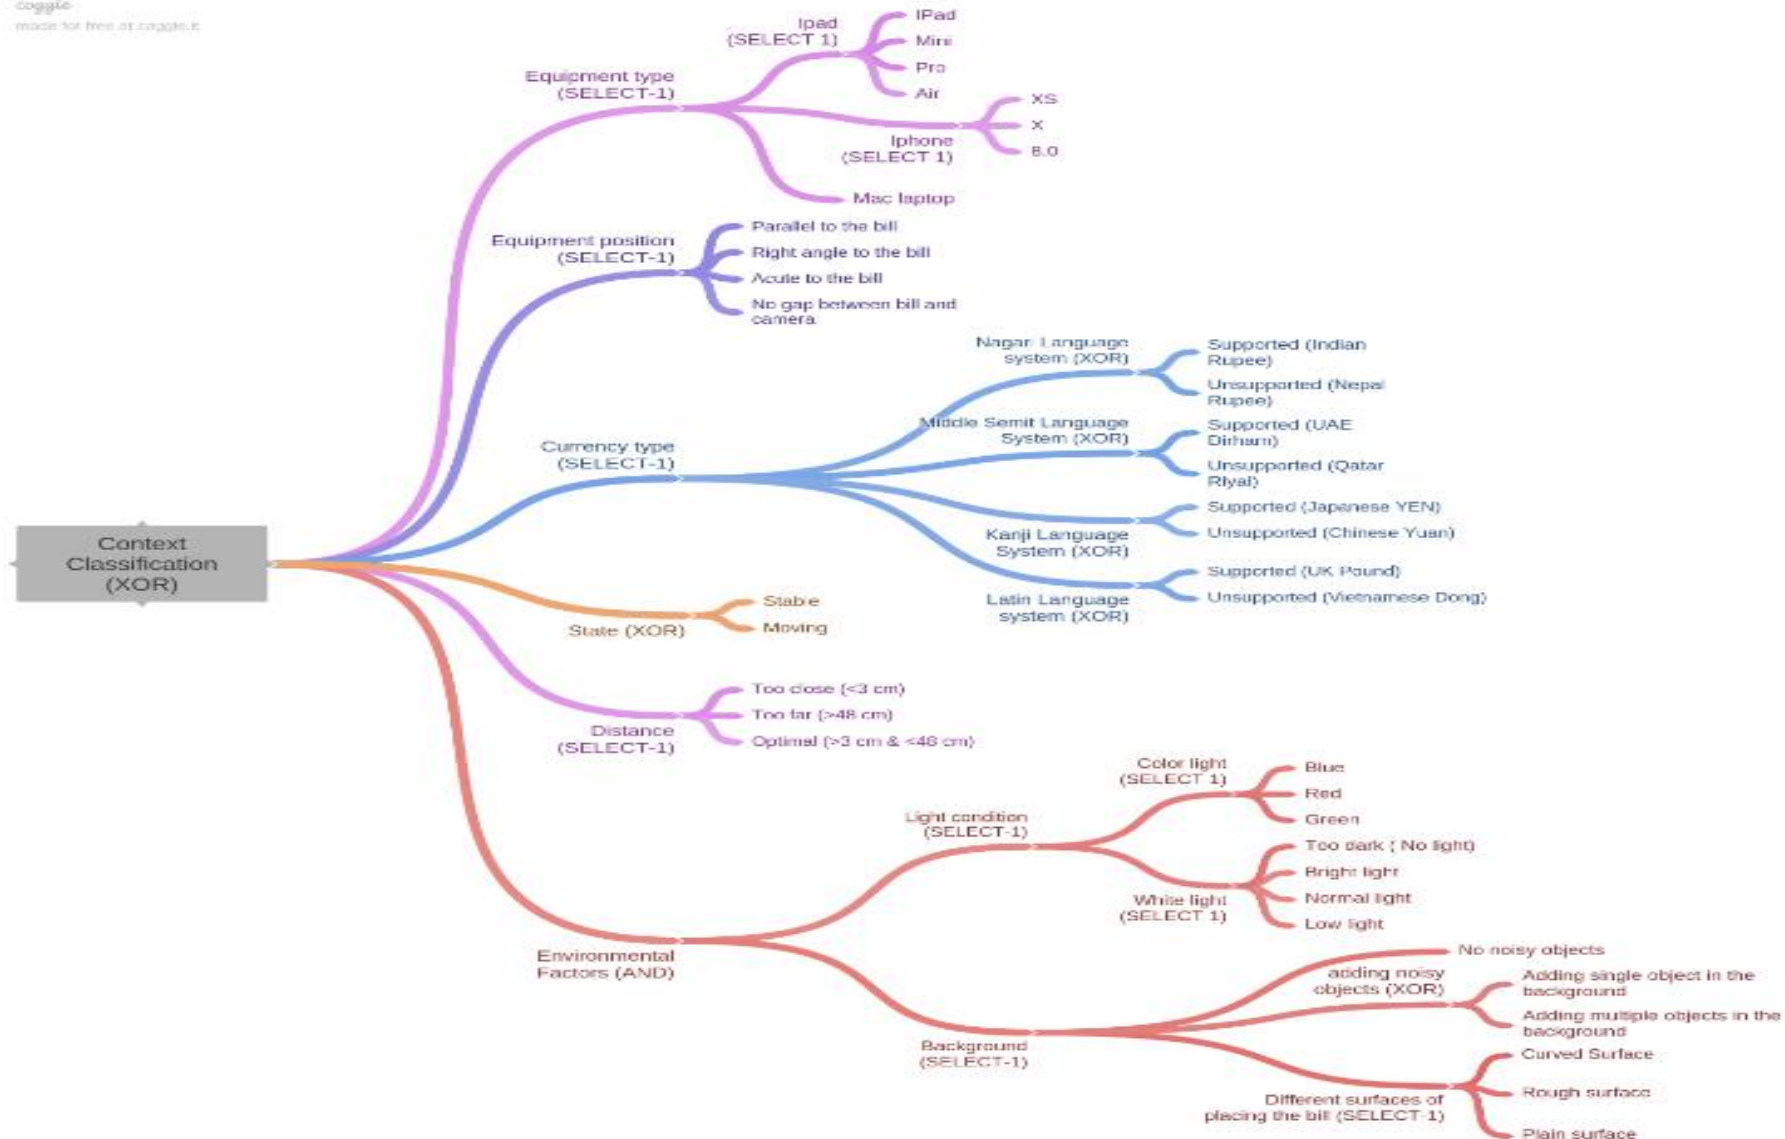 coggle
made for free at coggle.it
Ipad
(SELECT 1)
IPad
Mini
Pro
Air
Equipment type
(SELECT-1)
XS
X
8.0
Iphone
(SELECT 1)
Mac laptop
Equipment position
(SELECT-1)
Parallel to the bill
Right angle to the bill
Acute to the bill
No gap between bill and
camera
Nagari Language
system (XOR)
Supported (Indian
Rupee)
Unsupported (Nepal
Rupee)
Middle Semit Language
System (XOR)
Supported (UAE
Dirham)
Unsupported (Qatar
Riyal)
Currency type
(SELECT-1)
Supported (Japanese YEN)
Unsupported (Chinese Yuan)
Kanji Language
System (XOR)
Supported (UK Pound)
Unsupported (Vietnamese Dong)
Latin Language
system (XOR)
Context
Classification
(XOR)
Stable
Moving
State (XOR)
Too close (<3 cm)
Too far (>48 cm)
Optimal (>3 cm & <48 cm)
Distance
(SELECT-1)
Color light
(SELECT 1)
Blue
Red
Green
Light condition
(SELECT-1)
Too dark ( No light)
Bright light
Normal light
Low light
White light
(SELECT 1)
Environmental
Factors (AND)
No noisy objects
adding noisy
objects (XOR)
Adding single object in the
background
Adding multiple objects in the
background
Background
(SELECT-1)
Curved Surface
Rough surface
Plain surface
Different surfaces of
placing the bill (SELECT 1)